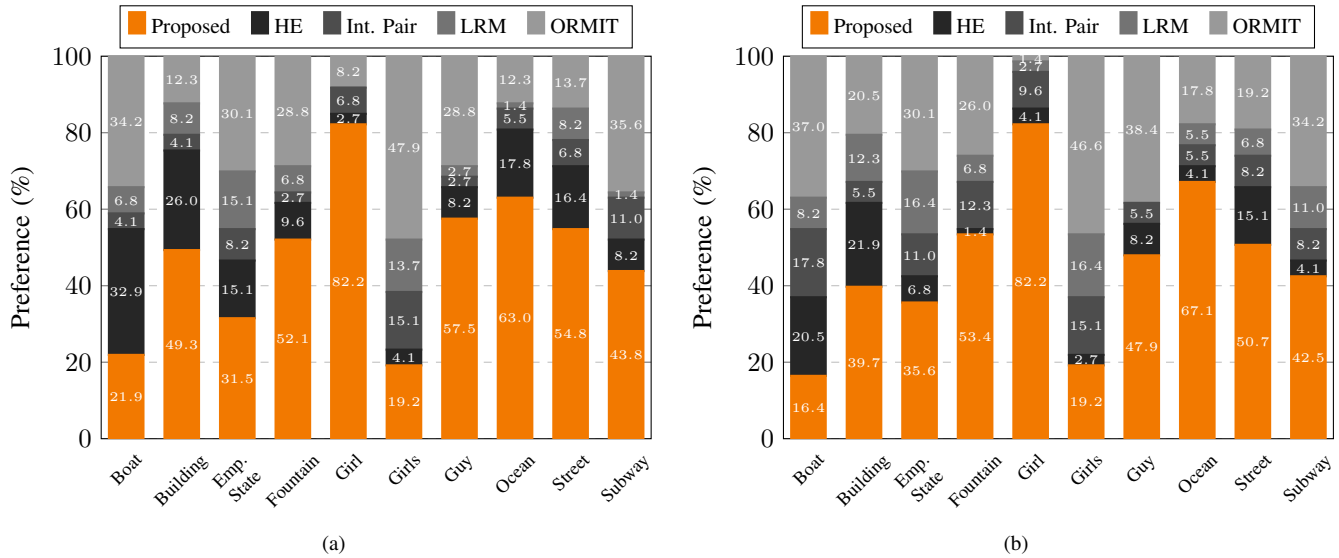 Proposed HE Int. Pair LRM ORMIT
100
80
60
40
20
0
Preference (%)
34.2 6.8 4.1 32.9 21.9
12.3 8.2 4.1 26.0 49.3
30.1 15.1 8.2 15.1 31.5
28.8 6.8 2.7 9.6 52.1
8.2 6.8 2.7 82.2
47.9 13.7 15.1 4.1 19.2
28.8 2.7 2.7 8.2 57.5
12.3 1.4 5.5 17.8 63.0
13.7 8.2 6.8 16.4 54.8
35.6 1.4 11.0 8.2 43.8
Boat
Building
Emp.
State
Fountain
Girl
Girls
Guy
Ocean
Street
Subway
(a)
Proposed HE Int. Pair LRM ORMIT
100
80
60
40
20
0
Preference (%)
37.0 8.2 17.8 20.5 16.4
20.5 12.3 5.5 21.9 39.7
30.1 16.4 11.0 6.8 35.6
26.0 6.8 12.3 1.4 53.4
1.4 2.7 9.6 4.1 82.2
46.6 16.4 15.1 2.7 19.2
38.4 5.5 8.2 47.9
17.8 5.5 5.5 4.1 67.1
19.2 6.8 8.2 15.1 50.7
34.2 11.0 8.2 4.1 42.5
Boat
Building
Emp.
State
Fountain
Girl
Girls
Guy
Ocean
Street
Subway
(b)